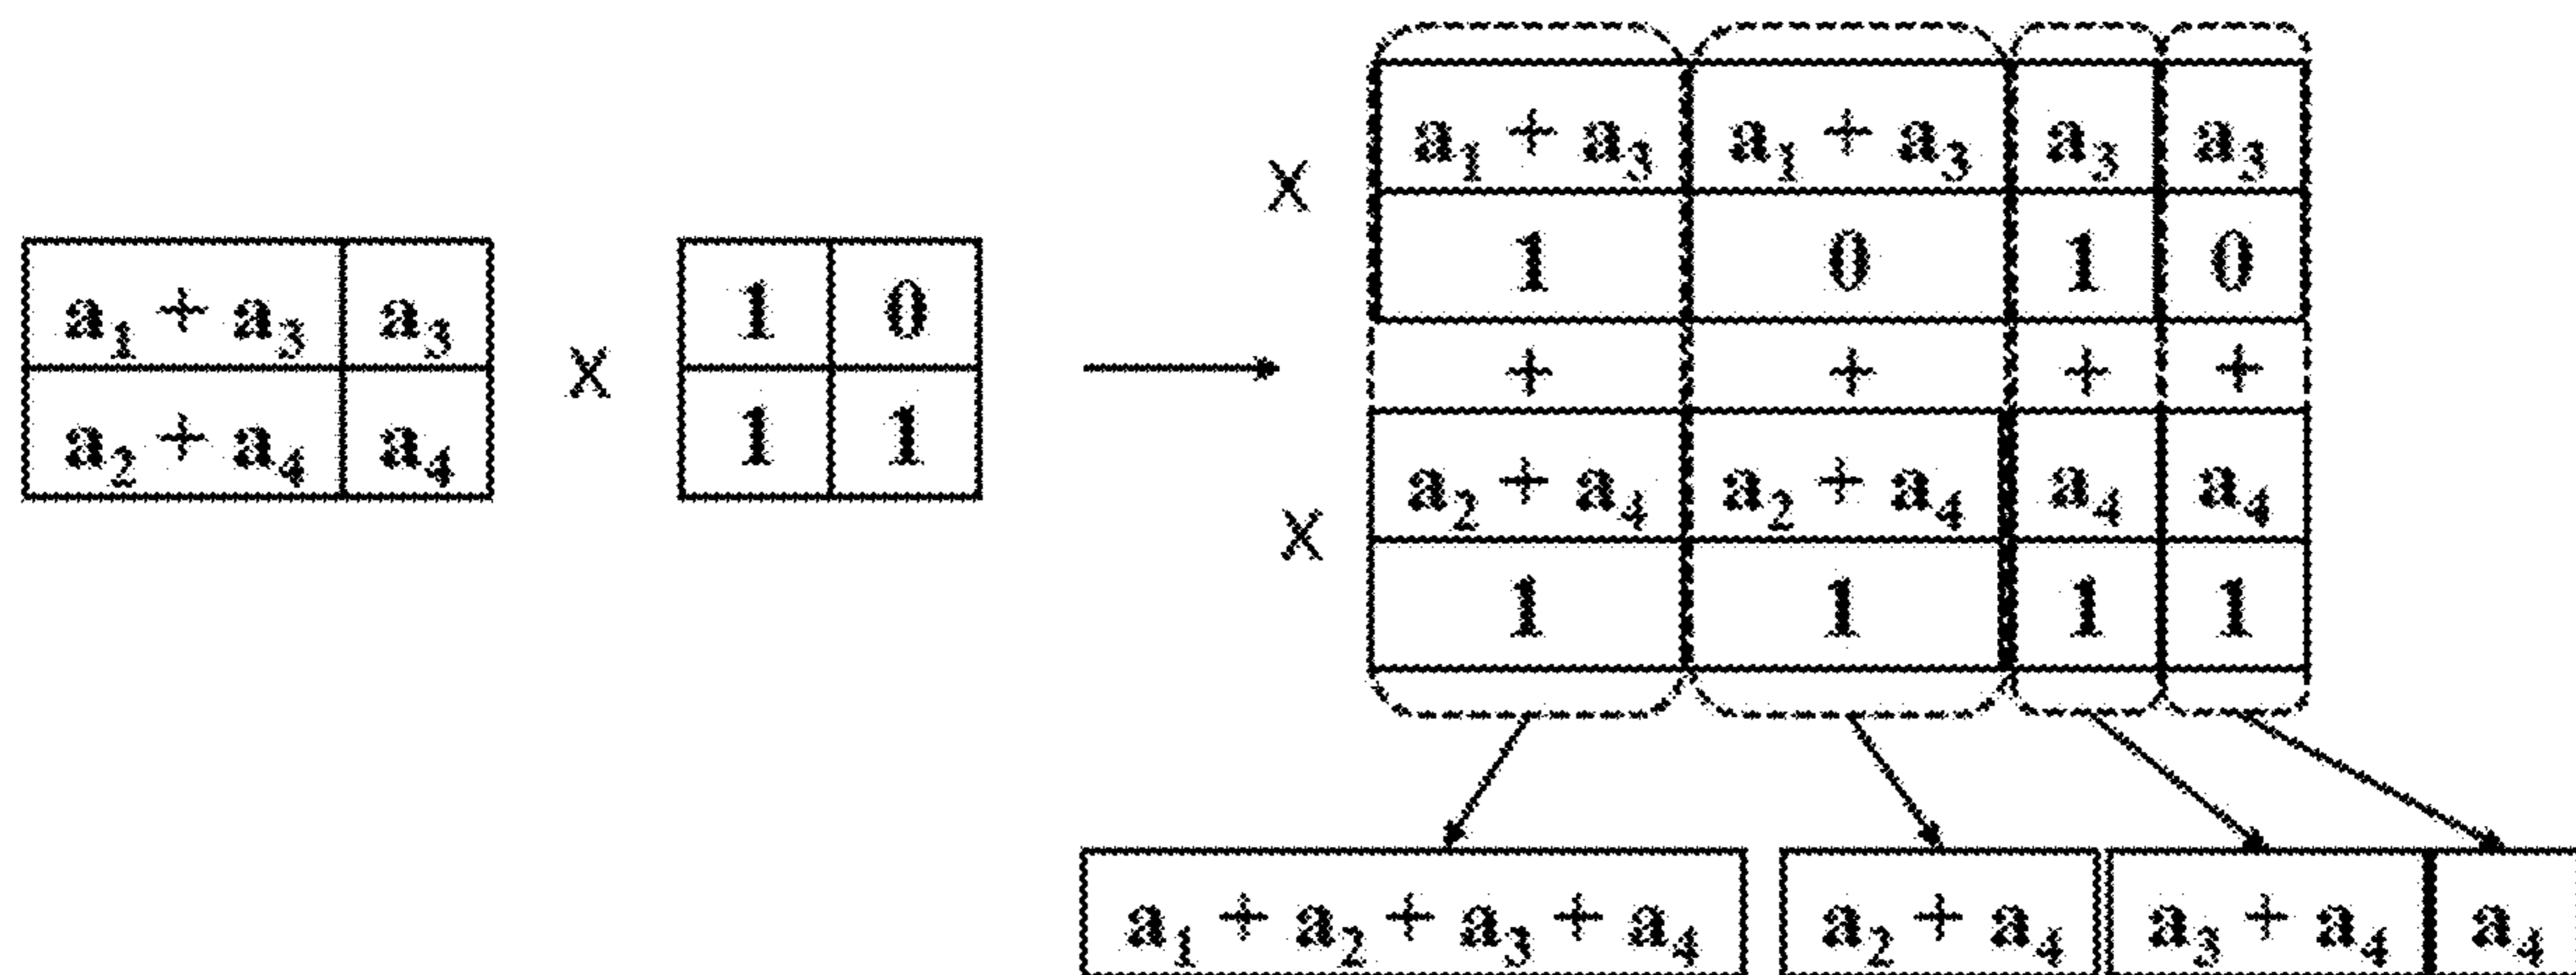 a₁ + a₃ a₃
a₂ + a₄ a₄
X
1 0
1 1
X
a₁ + a₃ a₁ + a₃ a₃ a₃
1 0 1 0
+ + + +
X
a₂ + a₄ a₂ + a₄ a₄ a₄
1 1 1 1
a₁ + a₂ + a₃ + a₄ a₂ + a₄ a₃ + a₄ a₄